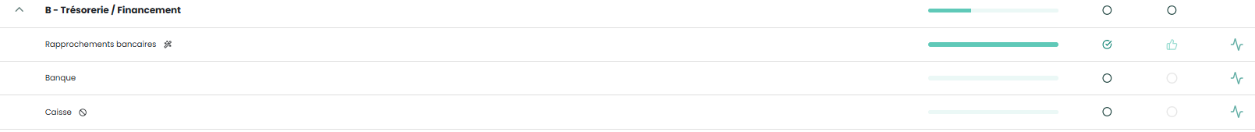 B - Trésorerie / Financement
Rapprochements bancaires
Banque
Caisse